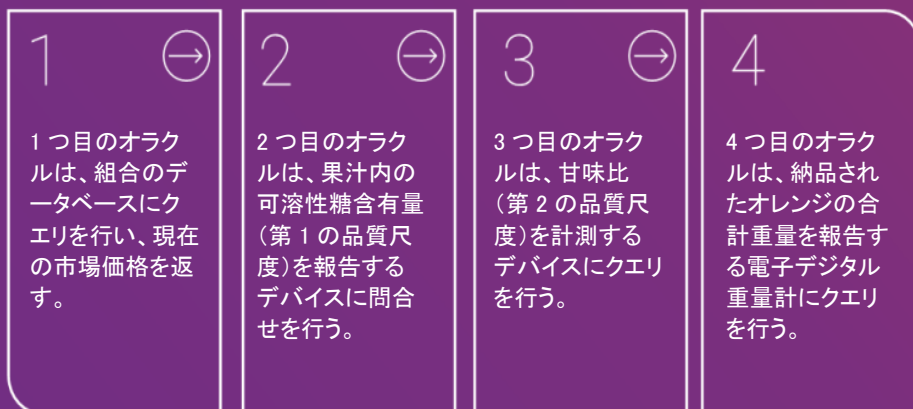 1
1 つ目のオラク
ルは、組合のデ
ータベースにク
エリを行い、現在
の市場価格を返
す。
2
2 つ目のオラク
ルは、果汁内の
可溶性糖含有量
（第 1 の品質尺
度）を報告する
デバイスに問合
せを行う。
3
3 つ目のオラク
ルは、甘味比
（第 2 の品質尺
度）を計測する
デバイスにクエリ
を行う。
4
4 つ目のオラク
ルは、納品され
たオレンジの合
計重量を報告す
る電子デジタル
重量計にクエリ
を行う。